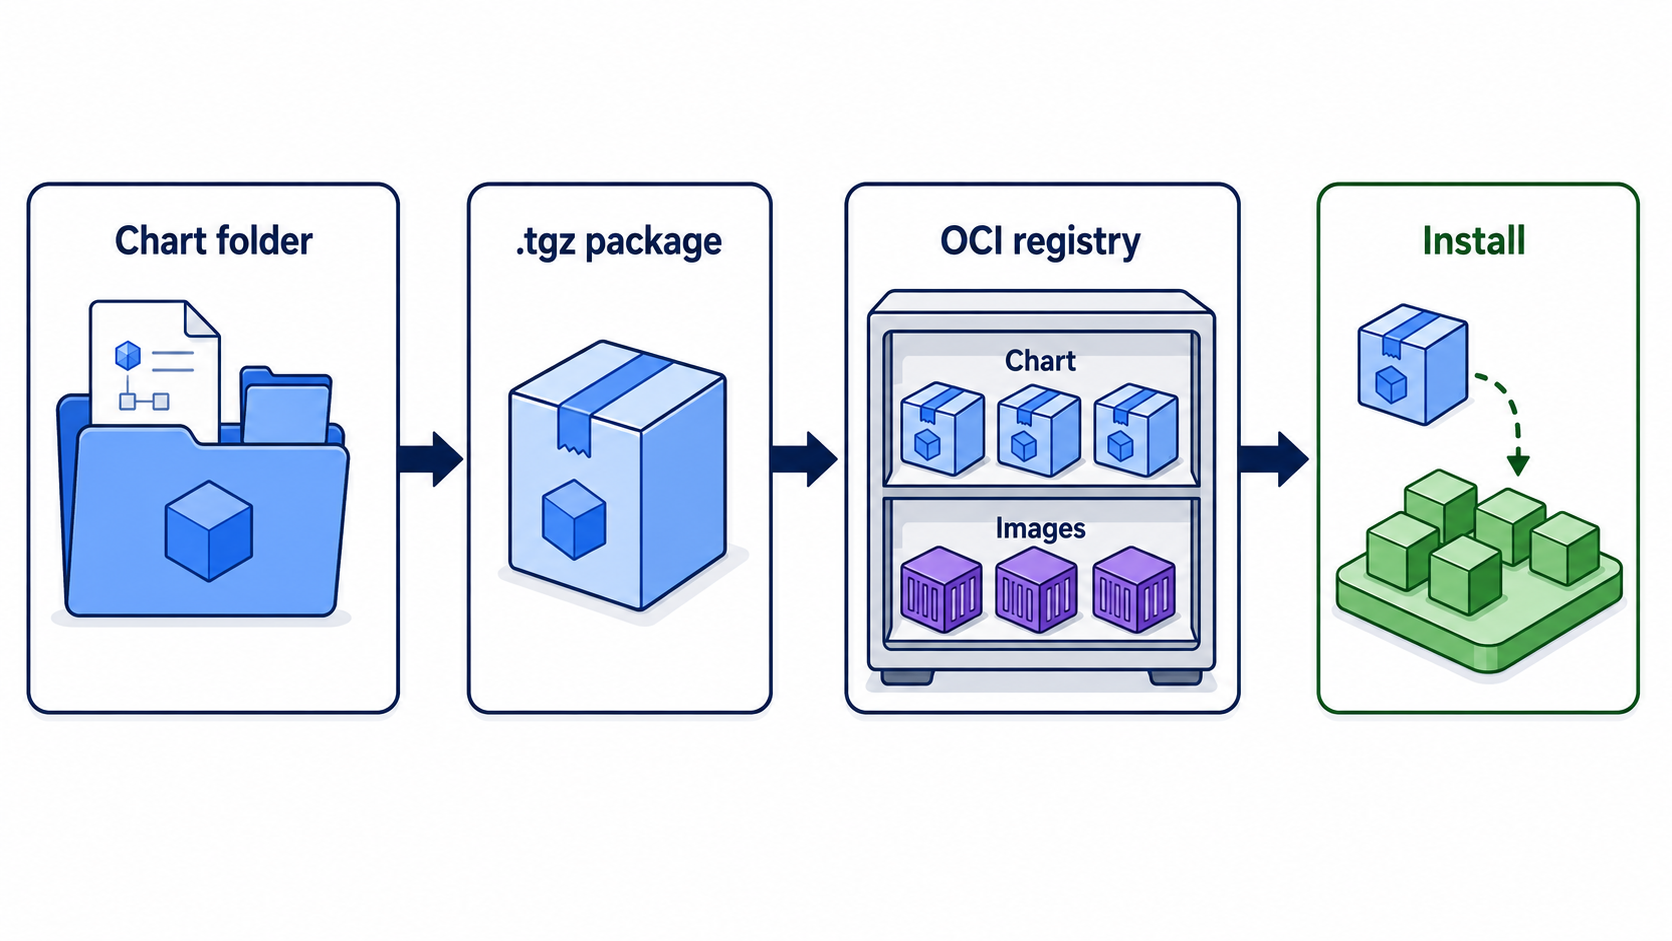 Chart folder
.tgz package
OCI registry
Chart
Images
Install